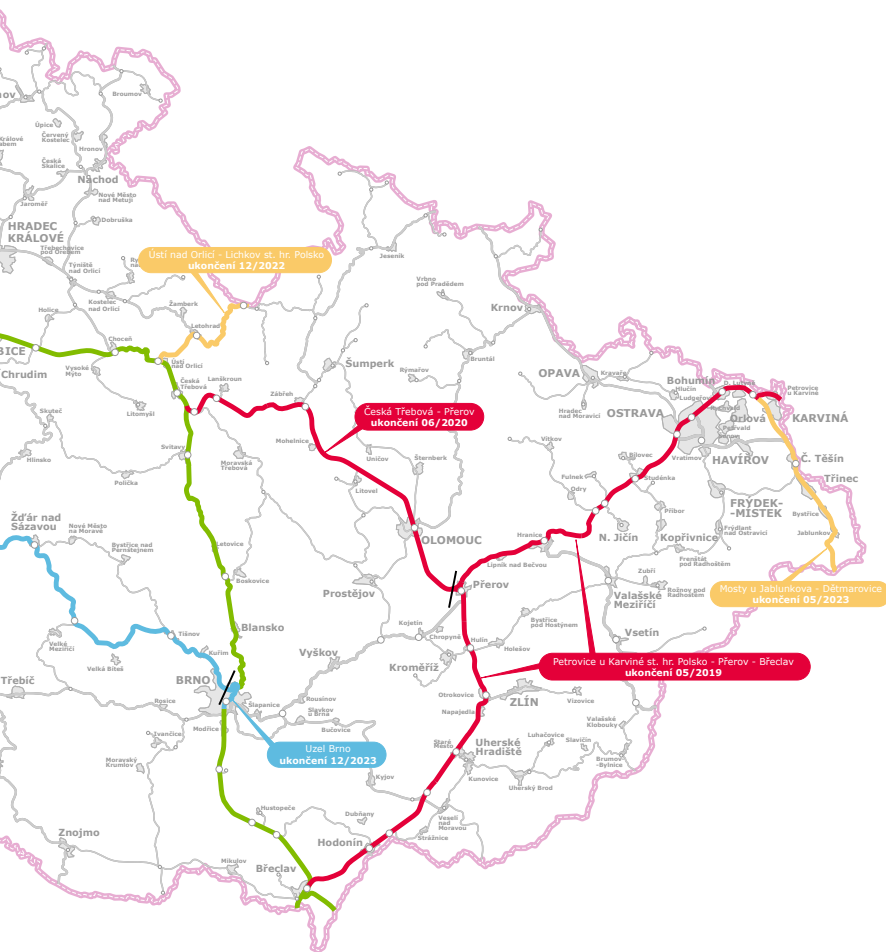 nov
Broumov
Úpice
Červený
Kostelec
Králové
Hronov
Česká
Skalice
Náchod
Nové Město
nad Metují
Jaroměř
Dobruška
HRADEC
KRÁLOVÉ
Třebechovice
pod Orebem
Týniště
nad Orlicí
Ústí nad Orlicí - Lichkov st. hr. Polsko
ukončení 12/2022
Jeseník
Vrbno
pod Pradědem
Kostelec
nad Orlicí
Žamberk
Holice
Letohrad
Krnov
Choceň
BICE
Ústí
nad Orlicí
Chrudim
Vysoké
Mýto
Šumperk
Rýmařov
Bruntál
Česká
Třebová
Lanškroun
Zábřeh
OPAVA
Kravaře
Bohumín
D. Lutyně
Hlučín
Petrovice
u Karviné
Skuteč
Litomyšl
Česká Třebová - Přerov
ukončení 06/2020
Hradec
nad Moravicí
OSTRAVA
Orlová
KARVINÁ
Petřvald
Mohelnice
Svitavy
Vítkov
Hlinsko
Moravská
Třebová
Uničov
Šternberk
Bílovec
Vratimov
HAVÍŘOV
Č. Těšín
Polička
Litovel
Fulnek
Studénka
Třinec
Odry
Žďár nad
Sázavou
Nové Město
na Moravě
Příbor
FRÝDEK-
-MÍSTEK
Bystřice
Bystřice nad
Pernštejnem
Letovice
OLOMOUC
Hranice
N. Jičín
Kopřivnice
Frýdlant
nad Ostravicí
Jablunkov
Lipník nad Bečvou
Frenštát
pod Radhoštěm
Zubří
Boskovice
Prostějov
Přerov
Valašské
Meziříčí
Rožnov pod
Radhoštěm
Mosty u Jablunkova - Dětmarovice
ukončení 05/2023
Blansko
Tišnov
Kojetín
Chropyně
Hulín
Bystřice
pod Hostýnem
Vsetín
Velké
Meziříčí
Velká Bíteš
Kuřim
Vyškov
Kroměříž
Holešov
Petrovice u Karviné st. hr. Polsko - Přerov - Břeclav
ukončení 05/2019
Třebíč
BRNO
Rosice
Šlapanice
Rousínov
Slavkov
u Brna
Otrokovice
ZLÍN
Vizovice
Napajedla
Bučovice
Modřice
Ivančice
Valašské
Klobouky
Luhačovice
Slavičín
Staré
Město
Uherské
Hradiště
Uzel Brno
ukončení 12/2023
Moravský
Krumlov
Brumov-
-Bylnice
Kyjov
Kunovice
Uherský Brod
Hustopeče
Dubňany
Veselí
nad
Moravou
Znojmo
Hodonín
Strážnice
Mikulov
Břeclav